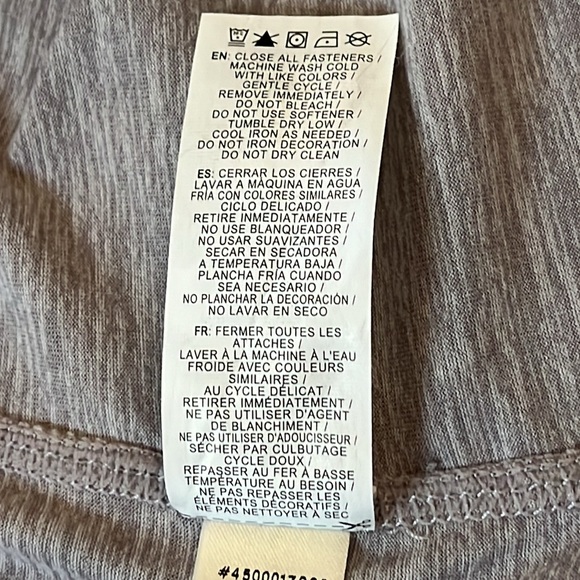 EN: CLOSE ALL FASTENERS /
MACHINE WASH COLD
WITH LIKE COLORS /
GENTLE CYCLE /
REMOVE IMMEDIATELY /
DO NOT BLEACH /
DO NOT USE SOFTENER /
TUMBLE DRY LOW /
COOL IRON AS NEEDED /
DO NOT IRON DECORATION /
DO NOT DRY CLEAN
ES: CERRAR LOS CIERRES /
LAVAR A MÁQUINA EN AGUA
FRÍA CON COLORES SIMILARES /
CICLO DELICADO /
RETIRE INMEDIATAMENTE /
NO USE BLANQUEADOR /
NO USAR SUAVIZANTES /
SECAR EN SECADORA
A TEMPERATURA BAJA /
PLANCHA FRÍA CUANDO
SEA NECESARIO /
NO PLANCHAR LA DECORACIÓN /
NO LAVAR EN SECO
FR: FERMER TOUTES LES
ATTACHES /
LAVER À LA MACHINE À L'EAU
FROIDE AVEC COULEURS
SIMILAIRES /
AU CYCLE DÉLICAT /
RETIRER IMMÉDIATEMENT /
NE PAS UTILISER D'AGENT
DE BLANCHIMENT /
NE PAS UTILISER D'ADOUCISSEUR /
SÉCHER PAR CULBUTAGE
CYCLE DOUX /
REPASSER AU FER À BASSE
TEMPÉRATURE AU BESOIN /
NE PAS REPASSER LES
ÉLÉMENTS DÉCORATIFS /
NE PAS NETTOYER À SEC